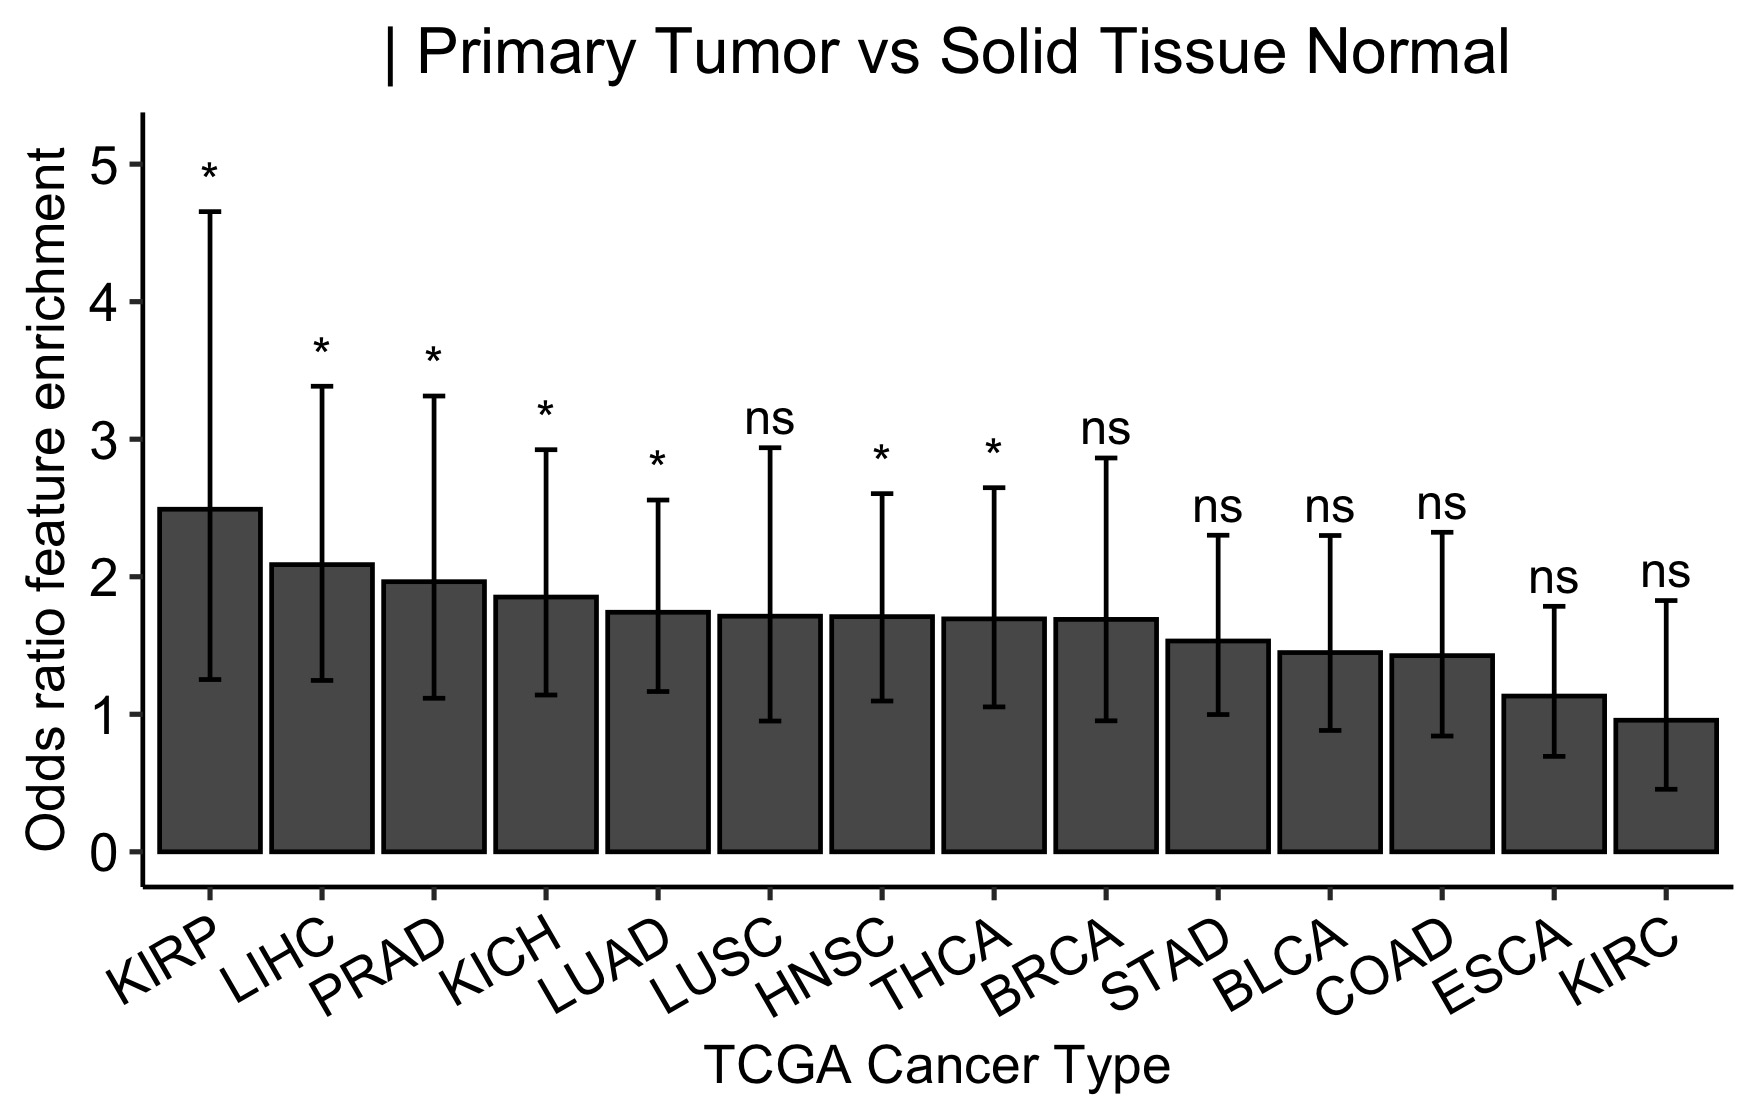 | Primary Tumor vs Solid Tissue Normal
Odds ratio feature enrichment
5
4
3
2
1
0
*
*
*
*
*
ns
*
*
ns
ns
ns
ns
ns
ns
KIRP
LIHC
PRAD
KICH
LUAD
LUSC
HNSC
THCA
BRCA
STAD
BLCA
COAD
ESCA
KIRC
TCGA Cancer Type